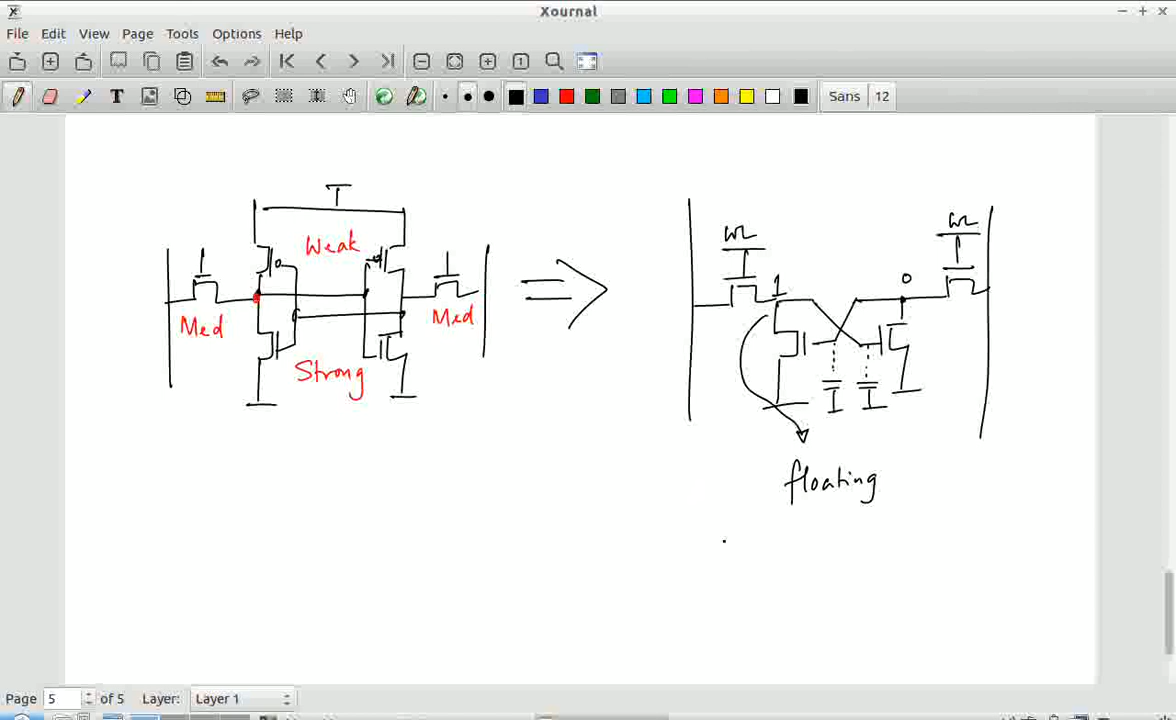 Xournal
File Edit View Page Tools Options Help
Sans 12
Weak
Med
Med
Strong
WL
WL
1
0
floating
Page 5 of 5 Layer: Layer 1